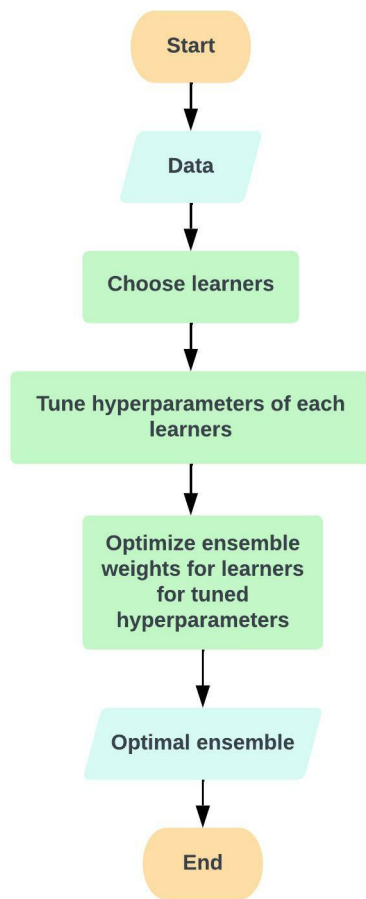 Start
Data
Choose learners
Tune hyperparameters of each
learners
Optimize ensemble
weights for learners
for tuned
hyperparameters
Optimal ensemble
End